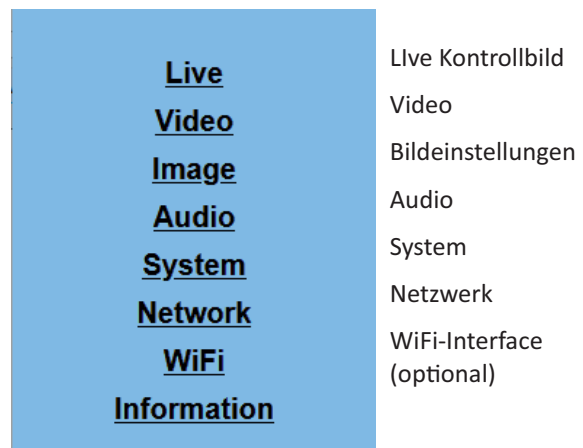 Live
Video
Image
Audio
System
Network
WiFi
Information
LIve Kontrollbild
Video
Bildeinstellungen
Audio
System
Netzwerk
WiFi-Interface
(optional)